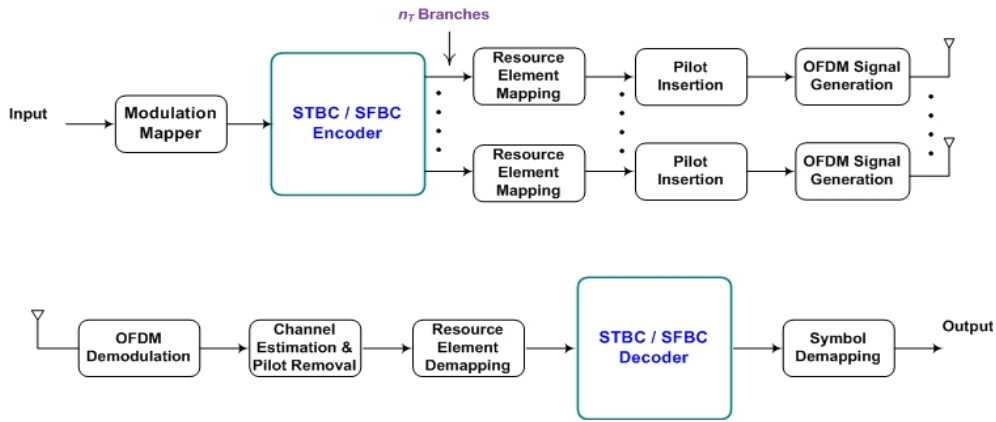 n_T Branches
Input
Modulation
Mapper
STBC / SFBC
Encoder
Resource
Element
Mapping
Pilot
Insertion
OFDM Signal
Generation
Resource
Element
Mapping
Pilot
Insertion
OFDM Signal
Generation
OFDM
Demodulation
Channel
Estimation &
Pilot Removal
Resource
Element
Demapping
STBC / SFBC
Decoder
Symbol
Demapping
Output